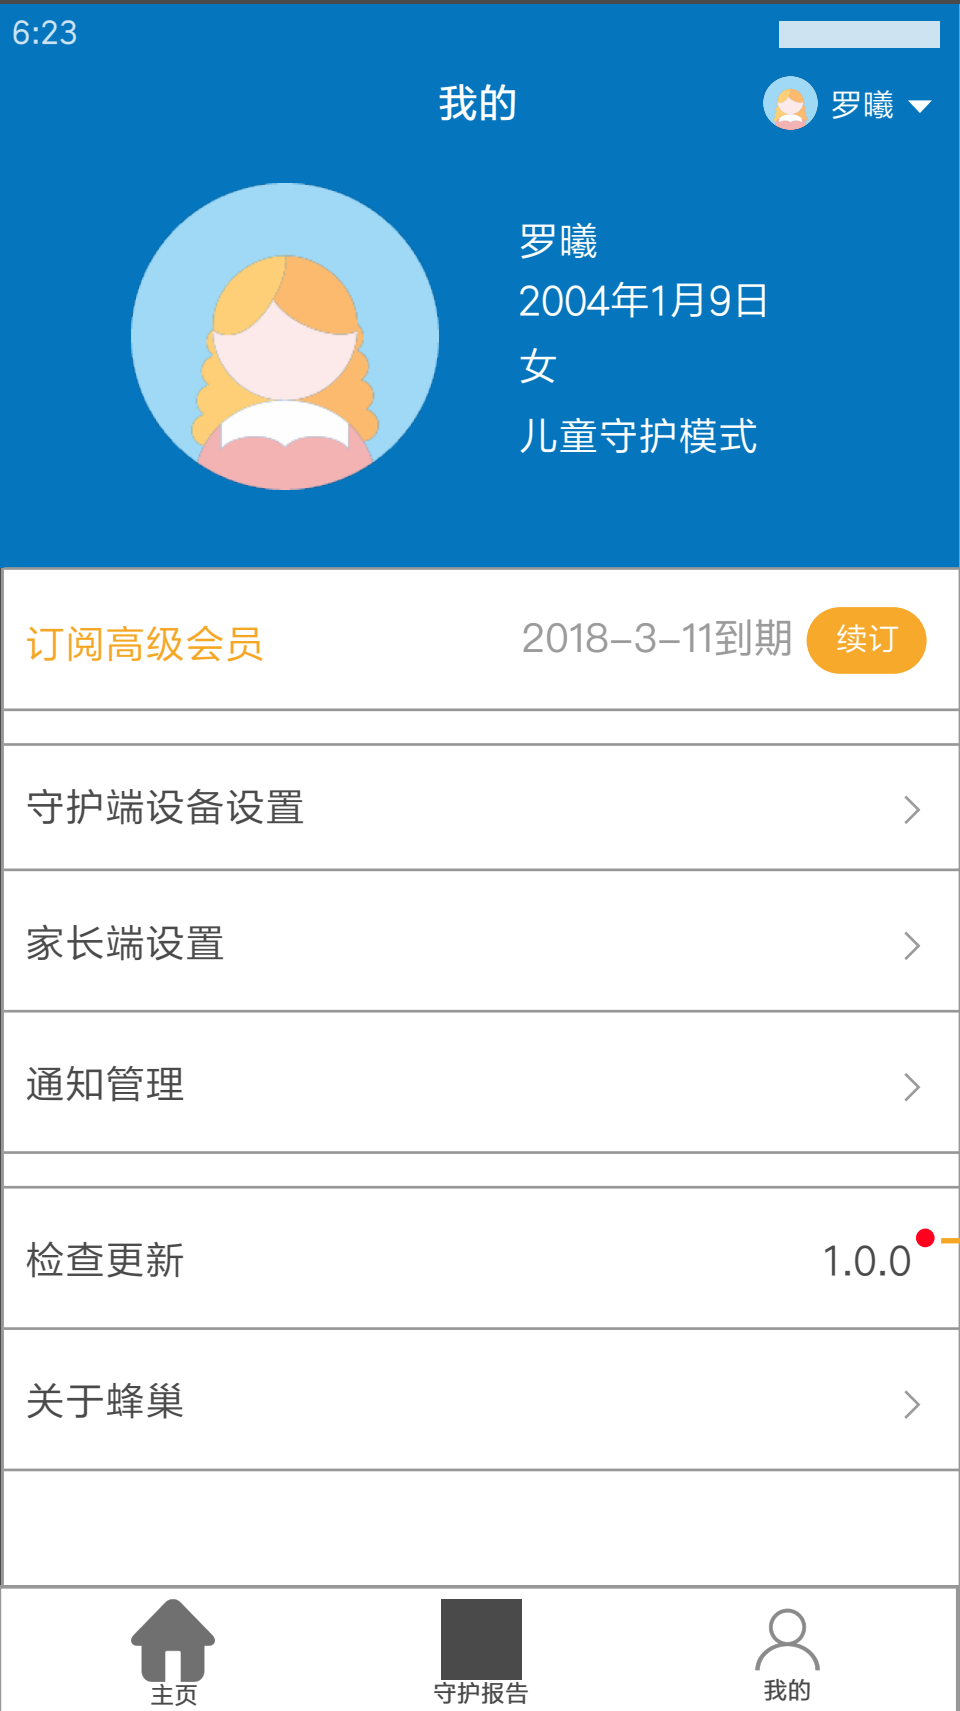 6:23
我的
罗曦
罗曦
2004年1月9日
女
儿童守护模式
订阅高级会员
2018-3-11到期
续订
守护端设备设置
家长端设置
通知管理
检查更新
1.0.0
关于蜂巢
主页
守护报告
我的